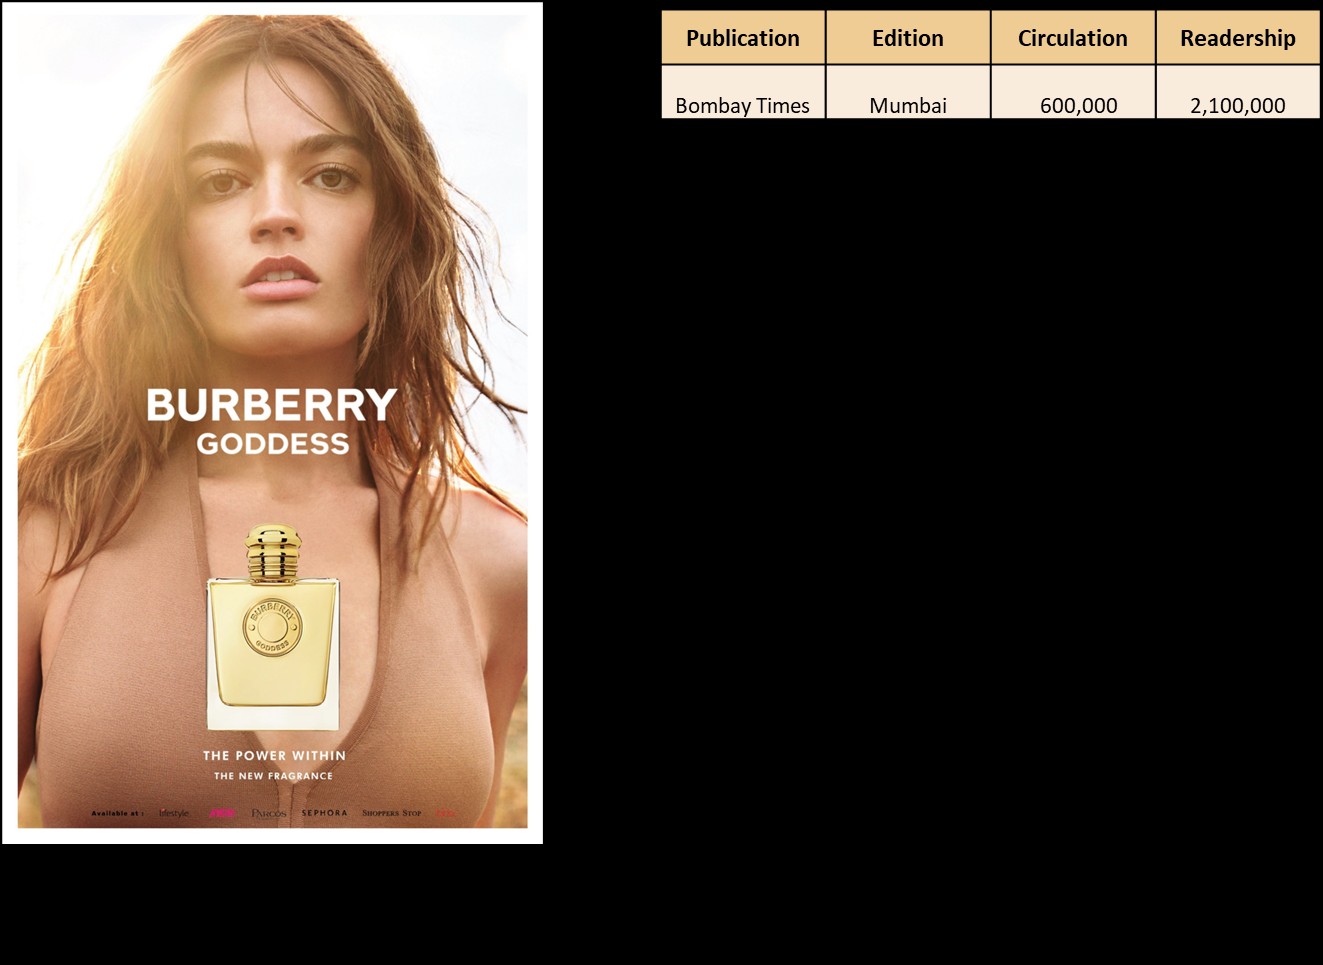 BURBERRY
GODDESS
BURBERRY
GODDESS
THE POWER WITHIN
THE NEW FRAGRANCE
Available at : lifestyle PARCOS SEPHORA SHOPPERS STOP
Publication Edition Circulation Readership
Bombay Times Mumbai 600,000 2,100,000